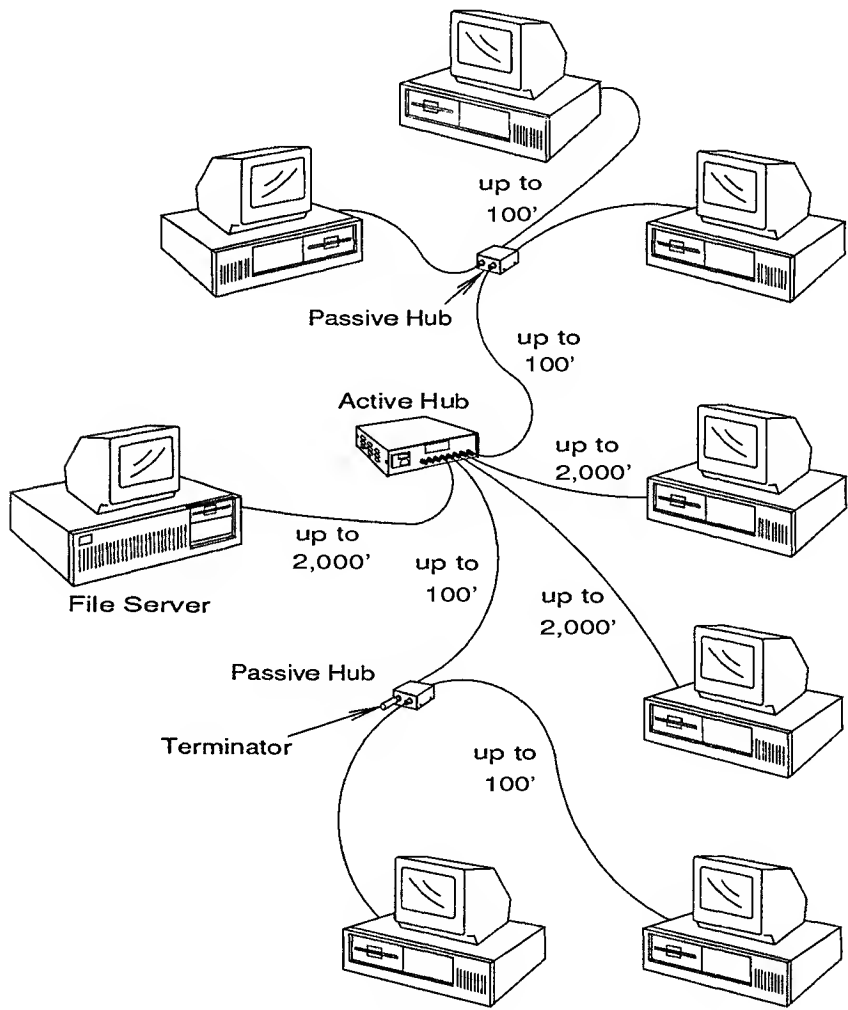 up to
100'
Passive Hub
up to
100'
Active Hub
up to
2,000'
up to
2,000'
File Server
up to
100'
up to
2,000'
Passive Hub
Terminator
up to
100'